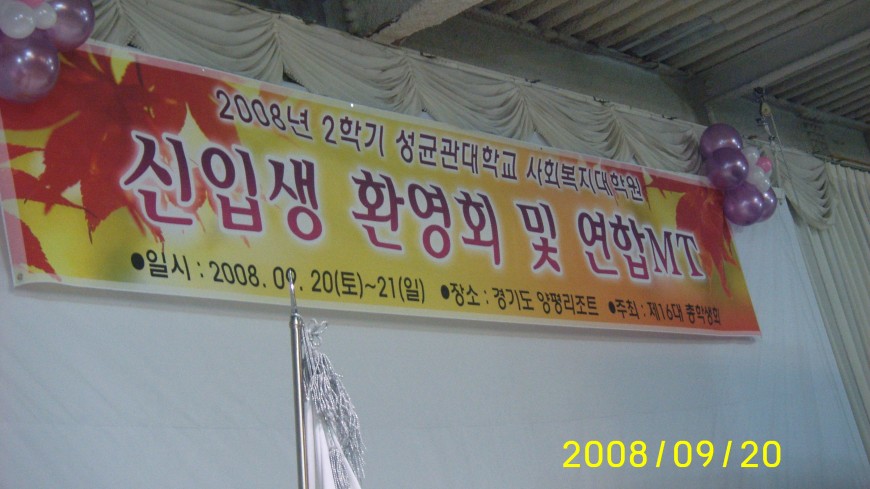 2008년 2학기 성균관대학교 사회복지대학원
신입생 환영회 및 연합MT
●일시 : 2008. 09. 20(토)~21(일) ●장소 : 경기도 양평리조트 ●주최 : 제16대 총학생회
2008/09/20